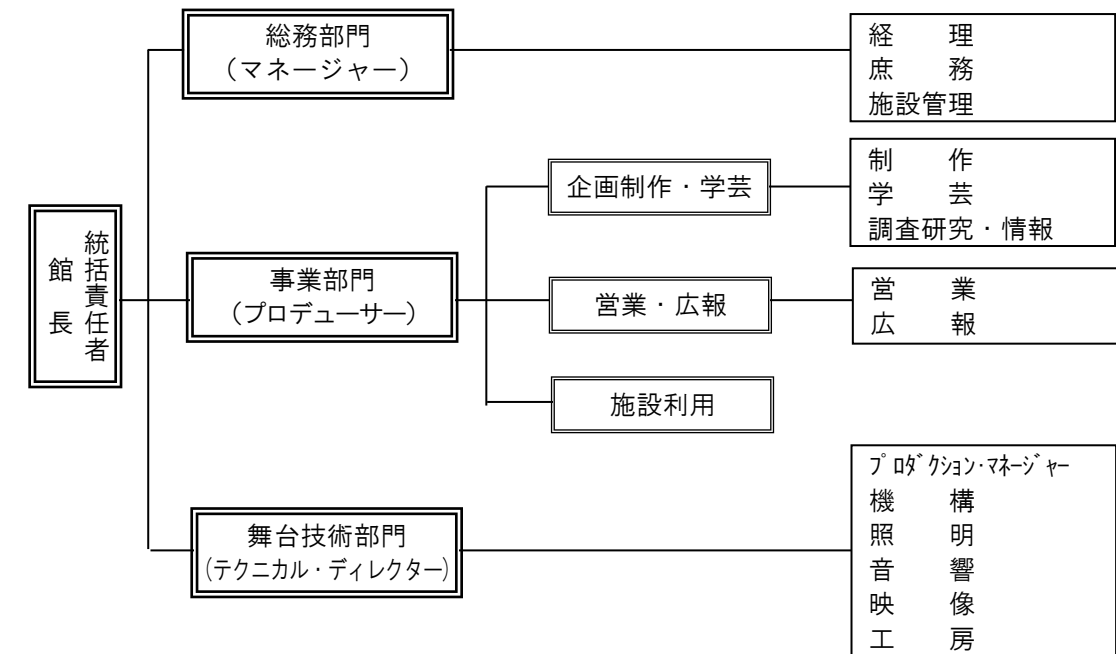 統括責任者
館長
総務部門
（マネージャー）
経　　理
庶　　務
施設管理
事業部門
（プロデューサー）
企画制作・学芸
制　　作
学　　芸
調査研究・情報
営業・広報
営　　業
広　　報
施設利用
舞台技術部門
（テクニカル・ディレクター）
ﾌﾟﾛﾀﾞｸｼｮﾝ･ﾏﾈｰｼﾞｬｰ
機　　構
照　　明
音　　響
映　　像
工　　房